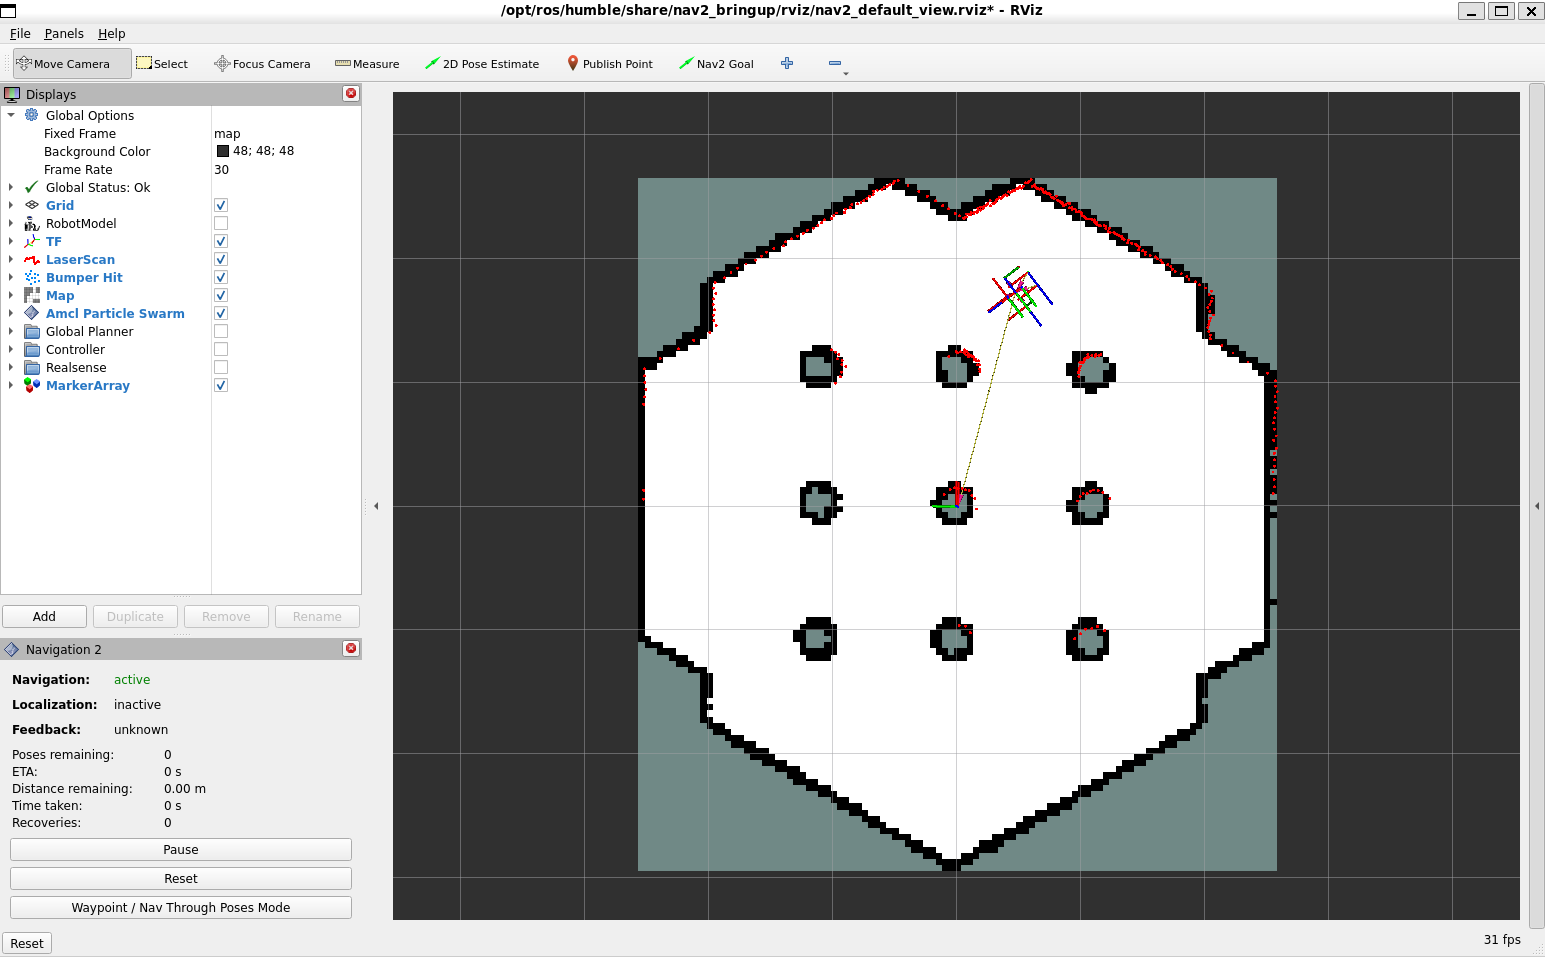 /opt/ros/humble/share/nav2_bringup/rviz/nav2_default_view.rviz* - RViz
File Panels Help
Move Camera Select Focus Camera Measure 2D Pose Estimate Publish Point Nav2 Goal
Displays
Global Options
Fixed Frame map
Background Color 48; 48; 48
Frame Rate 30
Global Status: Ok
Grid
RobotModel
TF
LaserScan
Bumper Hit
Map
Amcl Particle Swarm
Global Planner
Controller
Realsense
MarkerArray
Add Duplicate Remove Rename
Navigation 2
Navigation: active
Localization: inactive
Feedback: unknown
Poses remaining: 0
ETA: 0 s
Distance remaining: 0.00 m
Time taken: 0 s
Recoveries: 0
Pause
Reset
Waypoint / Nav Through Poses Mode
Reset 31 fps